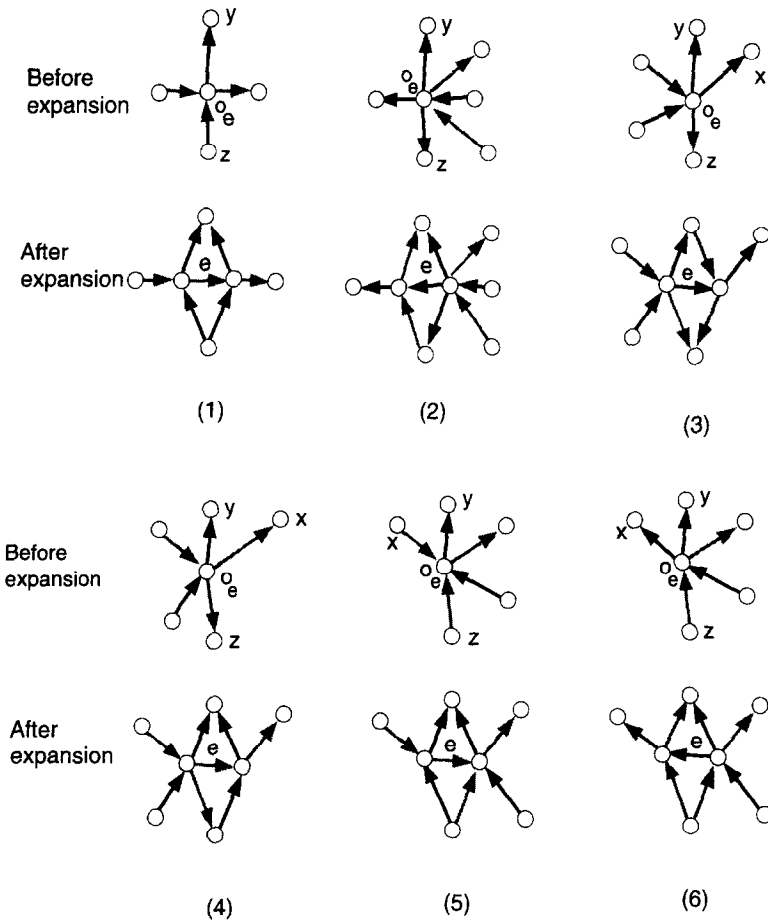 y
y
y
Before
expansion
o
e
o
e
x
o
e
z
z
z
After
expansion
e
e
e
(1)
(2)
(3)
y
x
y
x
y
x
Before
expansion
o
e
o
e
o
e
z
z
z
After
expansion
e
e
e
(4)
(5)
(6)